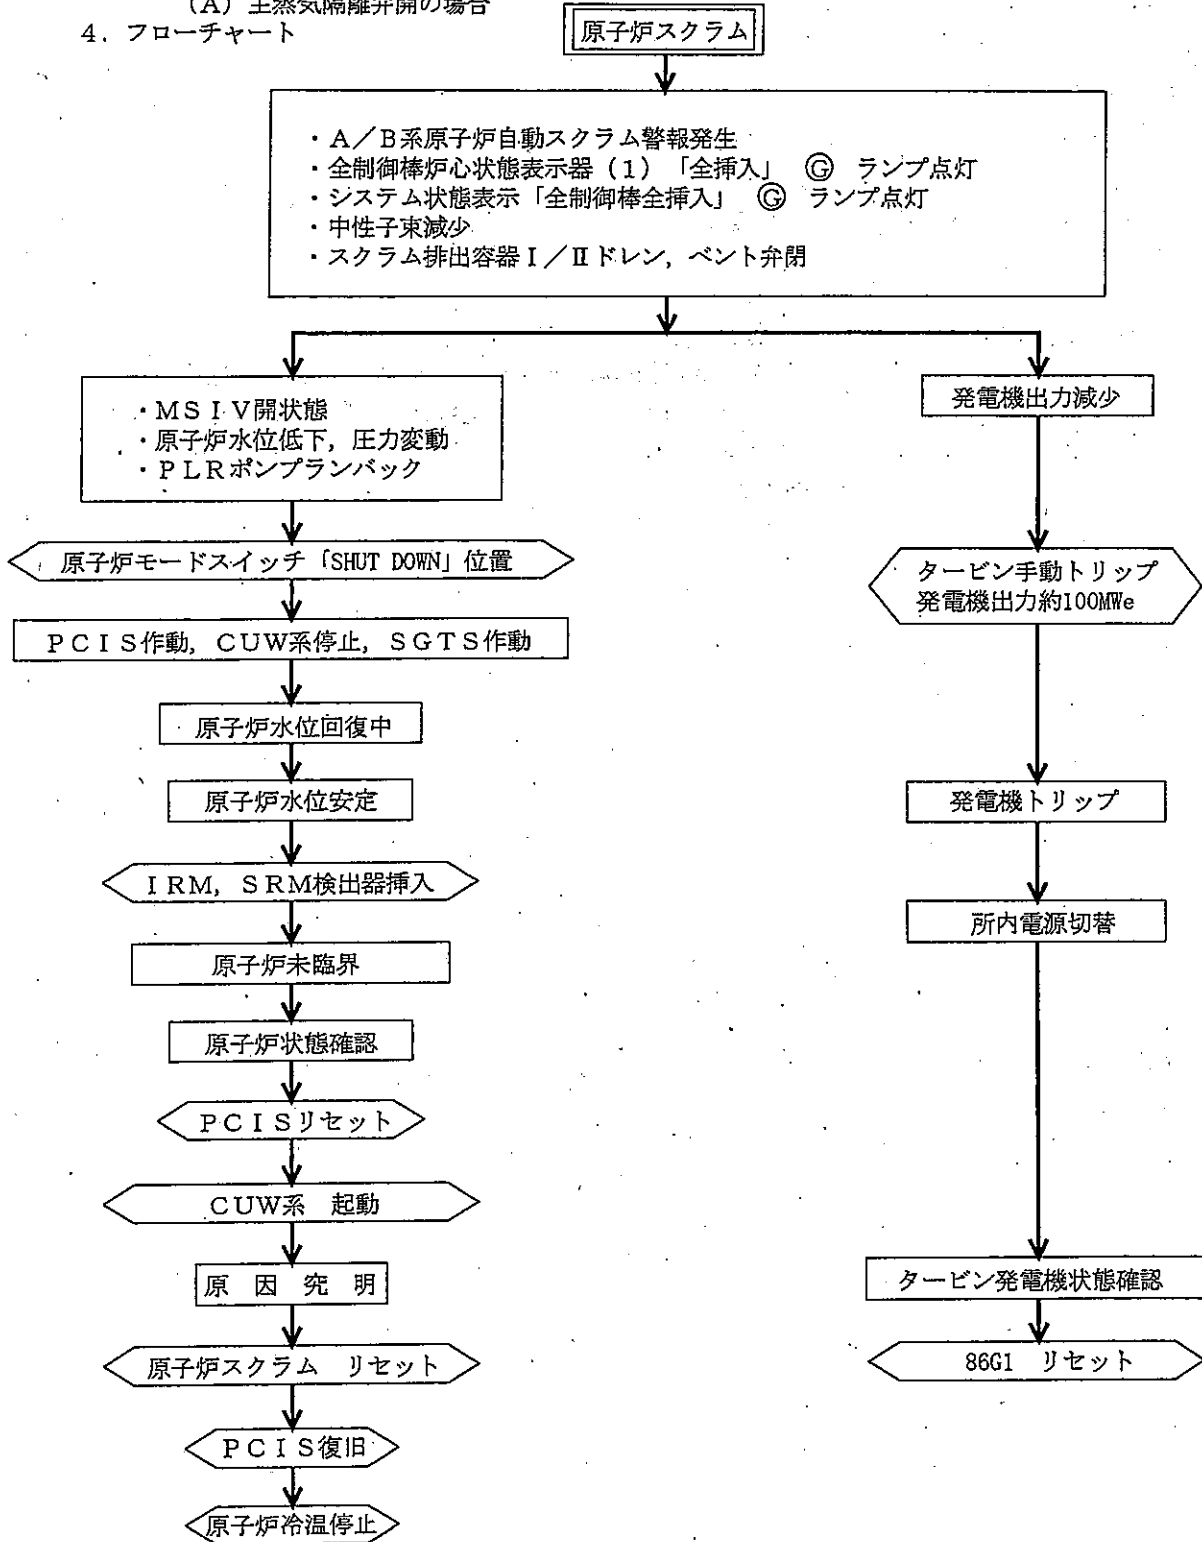 (A) 主蒸気隔離弁開の場合
4. フローチャート
原子炉スクラム
・A/B系原子炉自動スクラム警報発生
・全制御棒炉心状態表示器(1)「全挿入」 Ⓖ ランプ点灯
・システム状態表示「全制御棒全挿入」 Ⓖ ランプ点灯
・中性子束減少
・スクラム排出容器Ⅰ/Ⅱドレン,ベント弁閉
・MSIV開状態
・原子炉水位低下,圧力変動
・PLRポンプランバック
原子炉モードスイッチ「SHUT DOWN」位置
PCIS作動,CUW系停止,SGTS作動
原子炉水位回復中
原子炉水位安定
IRM,SRM検出器挿入
原子炉未臨界
原子炉状態確認
PCISリセット
CUW系 起動
原 因 究 明
原子炉スクラム リセット
PCIS復旧
原子炉冷温停止
発電機出力減少
タービン手動トリップ
発電機出力約100MWe
発電機トリップ
所内電源切替
タービン発電機状態確認
86G1 リセット